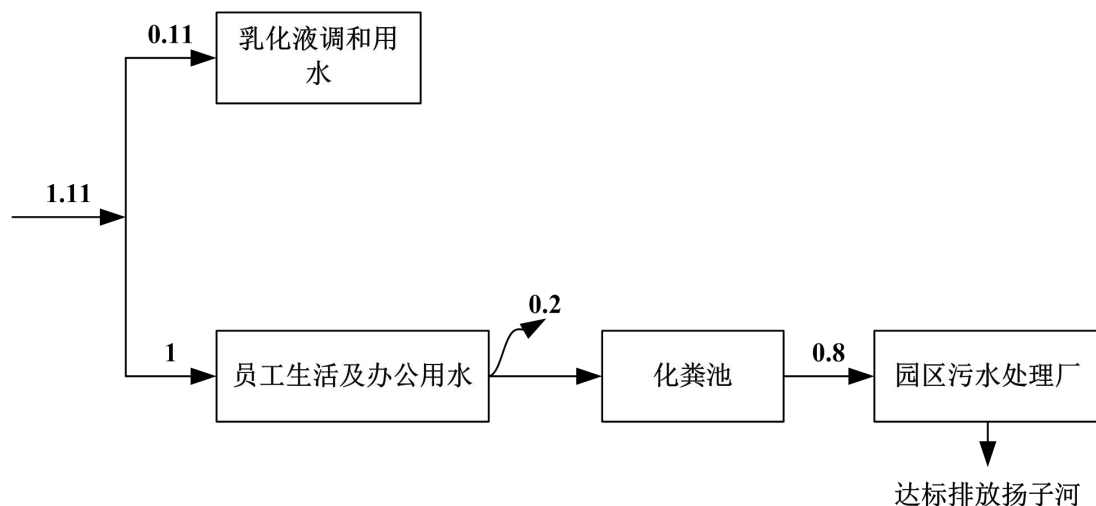 0.11
乳化液调和用
水
1.11
0.2
1
员工生活及办公用水
化粪池
0.8
园区污水处理厂
达标排放扬子河